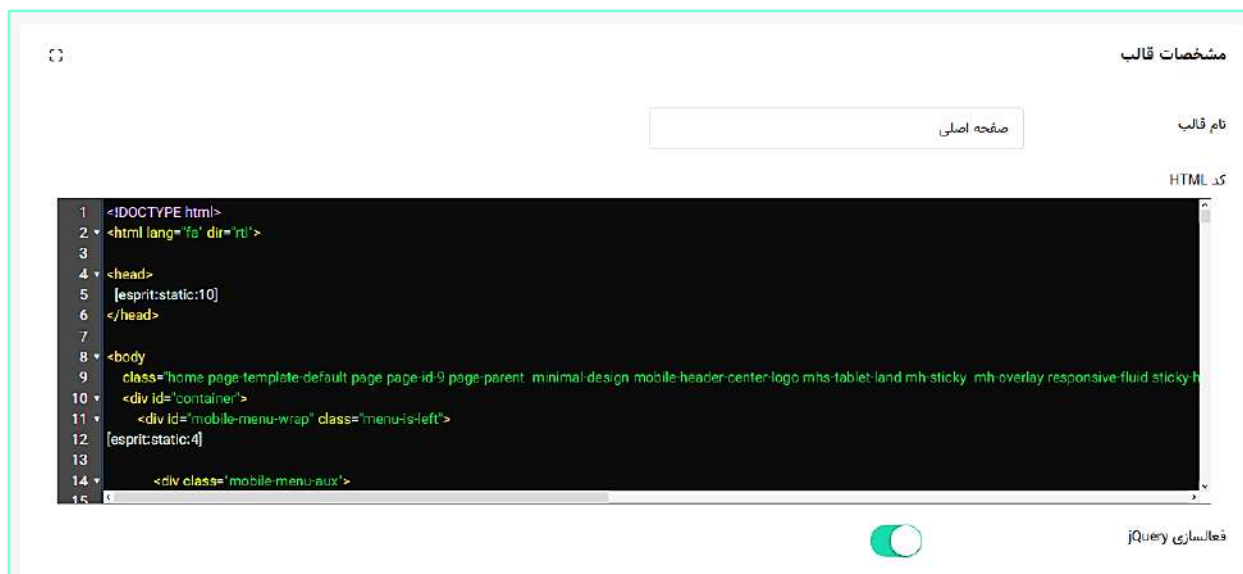 مشخصات قالب
نام قالب
صفحه اصلی
کد HTML
1 <!DOCTYPE html>
2 <html lang="fa" dir="rtl">
3
4 <head>
5 [esprit:static:10]
6 </head>
7
8 <body
9 class="home page-template-default page page-id-9 page-parent minimal-design mobile-header-center-logo mhs-tablet-land mh-sticky mh-overlay responsive-fluid sticky-h
10 <div id="container">
11 <div id="mobile-menu-wrap" class="menu-is-left">
12 [esprit:static:4]
13
14 <div class="mobile-menu-aux">
15
فعالسازی jQuery